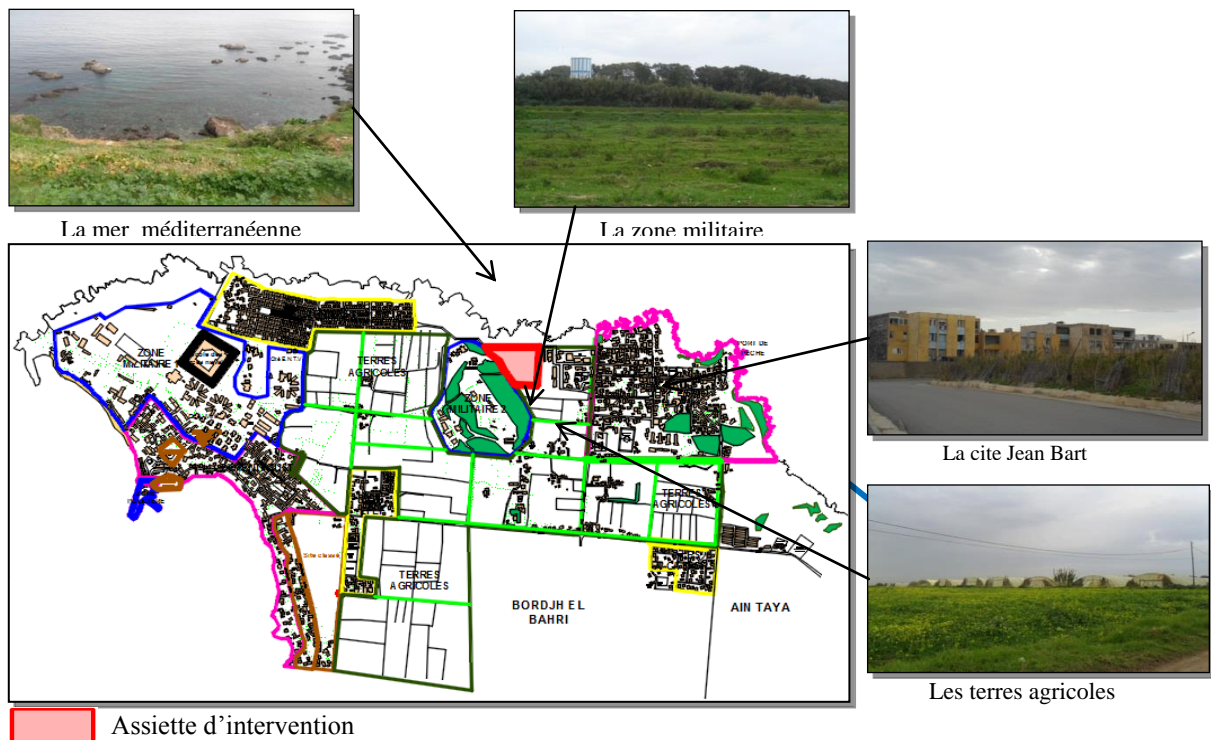 La mer méditerranéenne
La zone militaire
ZONE
MILITAIRE
TERRES
AGRICOLES
ZONE
MILITAIRE 2
TERRES
AGRICOLES
TERRES
AGRICOLES
BORDJH EL
BAHRI
AIN TAYA
La cite Jean Bart
Les terres agricoles
Assiette d’intervention